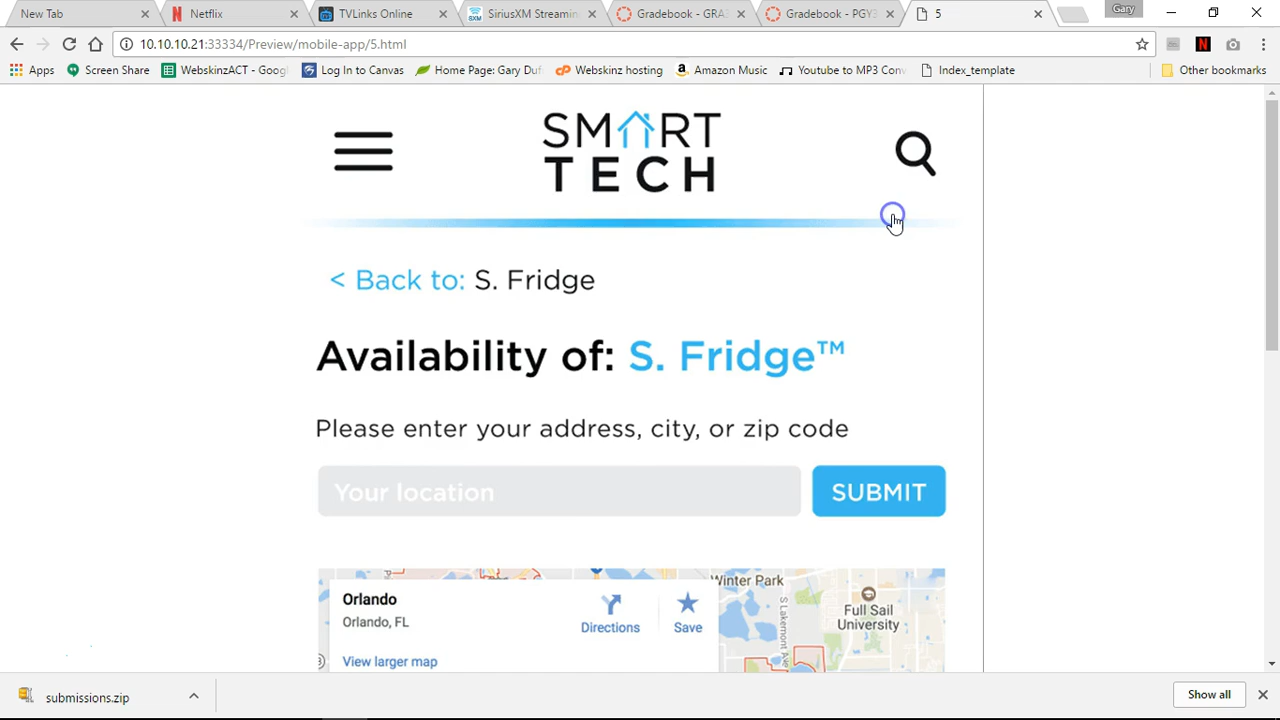 New Tab
Netflix
TVLinks Online
SiriusXM Streamin
Gradebook - GRA
Gradebook - PGY3
5
Gary
10.10.10.21:33334/Preview/mobile-app/5.html
Apps
Screen Share
WebskinzACT - Goog
Log In to Canvas
Home Page: Gary Duf
Webskinz hosting
Amazon Music
Youtube to MP3 Conv
Index_template
Other bookmarks
SMART
TECH
< Back to: S. Fridge
Availability of: S. Fridge™
Please enter your address, city, or zip code
Your location
SUBMIT
Winter Park
Orlando
Orlando, FL
Directions
Save
View larger map
S Lakemont Ave
Full Sail
University
submissions.zip
Show all